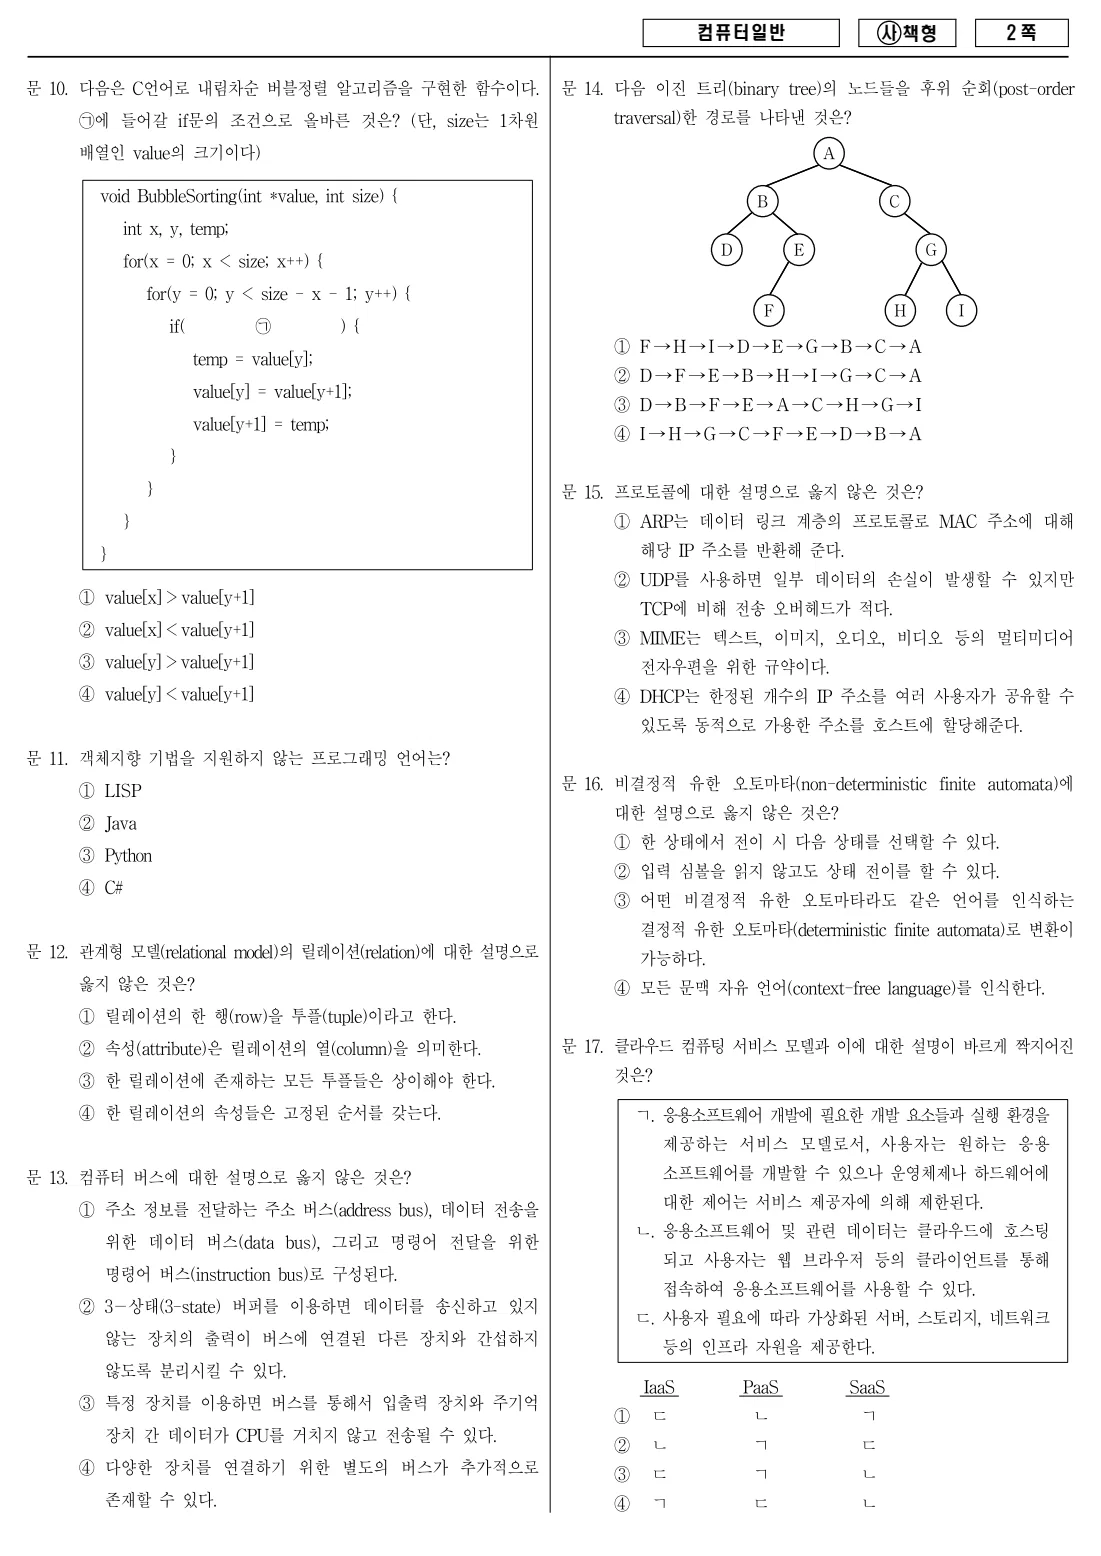 컴퓨터일반
㉴책형
2쪽
문 10. 다음은 C언어로 내림차순 버블정렬 알고리즘을 구현한 함수이다.
㉠에 들어갈 if문의 조건으로 올바른 것은? (단, size는 1차원
배열인 value의 크기이다)
void BubbleSorting(int *value, int size) {
int x, y, temp;
for(x = 0; x < size; x++) {
for(y = 0; y < size - x - 1; y++) {
if( ㉠ ) {
temp = value[y];
value[y] = value[y+1];
value[y+1] = temp;
}
}
}
}
① value[x] > value[y+1]
② value[x] < value[y+1]
③ value[y] > value[y+1]
④ value[y] < value[y+1]
문 11. 객체지향 기법을 지원하지 않는 프로그래밍 언어는?
① LISP
② Java
③ Python
④ C#
문 12. 관계형 모델(relational model)의 릴레이션(relation)에 대한 설명으로
옳지 않은 것은?
① 릴레이션의 한 행(row)을 투플(tuple)이라고 한다.
② 속성(attribute)은 릴레이션의 열(column)을 의미한다.
③ 한 릴레이션에 존재하는 모든 투플들은 상이해야 한다.
④ 한 릴레이션의 속성들은 고정된 순서를 갖는다.
문 13. 컴퓨터 버스에 대한 설명으로 옳지 않은 것은?
① 주소 정보를 전달하는 주소 버스(address bus), 데이터 전송을
위한 데이터 버스(data bus), 그리고 명령어 전달을 위한
명령어 버스(instruction bus)로 구성된다.
② 3－상태(3-state) 버퍼를 이용하면 데이터를 송신하고 있지
않는 장치의 출력이 버스에 연결된 다른 장치와 간섭하지
않도록 분리시킬 수 있다.
③ 특정 장치를 이용하면 버스를 통해서 입출력 장치와 주기억
장치 간 데이터가 CPU를 거치지 않고 전송될 수 있다.
④ 다양한 장치를 연결하기 위한 별도의 버스가 추가적으로
존재할 수 있다.
문 14. 다음 이진 트리(binary tree)의 노드들을 후위 순회(post-order
traversal)한 경로를 나타낸 것은?
A
B C
D E G
F H I
① F→H→I→D→E→G→B→C→A
② D→F→E→B→H→I→G→C→A
③ D→B→F→E→A→C→H→G→I
④ I→H→G→C→F→E→D→B→A
문 15. 프로토콜에 대한 설명으로 옳지 않은 것은?
① ARP는 데이터 링크 계층의 프로토콜로 MAC 주소에 대해
해당 IP 주소를 반환해 준다.
② UDP를 사용하면 일부 데이터의 손실이 발생할 수 있지만
TCP에 비해 전송 오버헤드가 적다.
③ MIME는 텍스트, 이미지, 오디오, 비디오 등의 멀티미디어
전자우편을 위한 규약이다.
④ DHCP는 한정된 개수의 IP 주소를 여러 사용자가 공유할 수
있도록 동적으로 가용한 주소를 호스트에 할당해준다.
문 16. 비결정적 유한 오토마타(non-deterministic finite automata)에
대한 설명으로 옳지 않은 것은?
① 한 상태에서 전이 시 다음 상태를 선택할 수 있다.
② 입력 심볼을 읽지 않고도 상태 전이를 할 수 있다.
③ 어떤 비결정적 유한 오토마타라도 같은 언어를 인식하는
결정적 유한 오토마타(deterministic finite automata)로 변환이
가능하다.
④ 모든 문맥 자유 언어(context-free language)를 인식한다.
문 17. 클라우드 컴퓨팅 서비스 모델과 이에 대한 설명이 바르게 짝지어진
것은?
ㄱ. 응용소프트웨어 개발에 필요한 개발 요소들과 실행 환경을
제공하는 서비스 모델로서, 사용자는 원하는 응용
소프트웨어를 개발할 수 있으나 운영체제나 하드웨어에
대한 제어는 서비스 제공자에 의해 제한된다.
ㄴ. 응용소프트웨어 및 관련 데이터는 클라우드에 호스팅
되고 사용자는 웹 브라우저 등의 클라이언트를 통해
접속하여 응용소프트웨어를 사용할 수 있다.
ㄷ. 사용자 필요에 따라 가상화된 서버, 스토리지, 네트워크
등의 인프라 자원을 제공한다.
IaaS PaaS SaaS
① ㄷ ㄴ ㄱ
② ㄴ ㄱ ㄷ
③ ㄷ ㄱ ㄴ
④ ㄱ ㄷ ㄴ